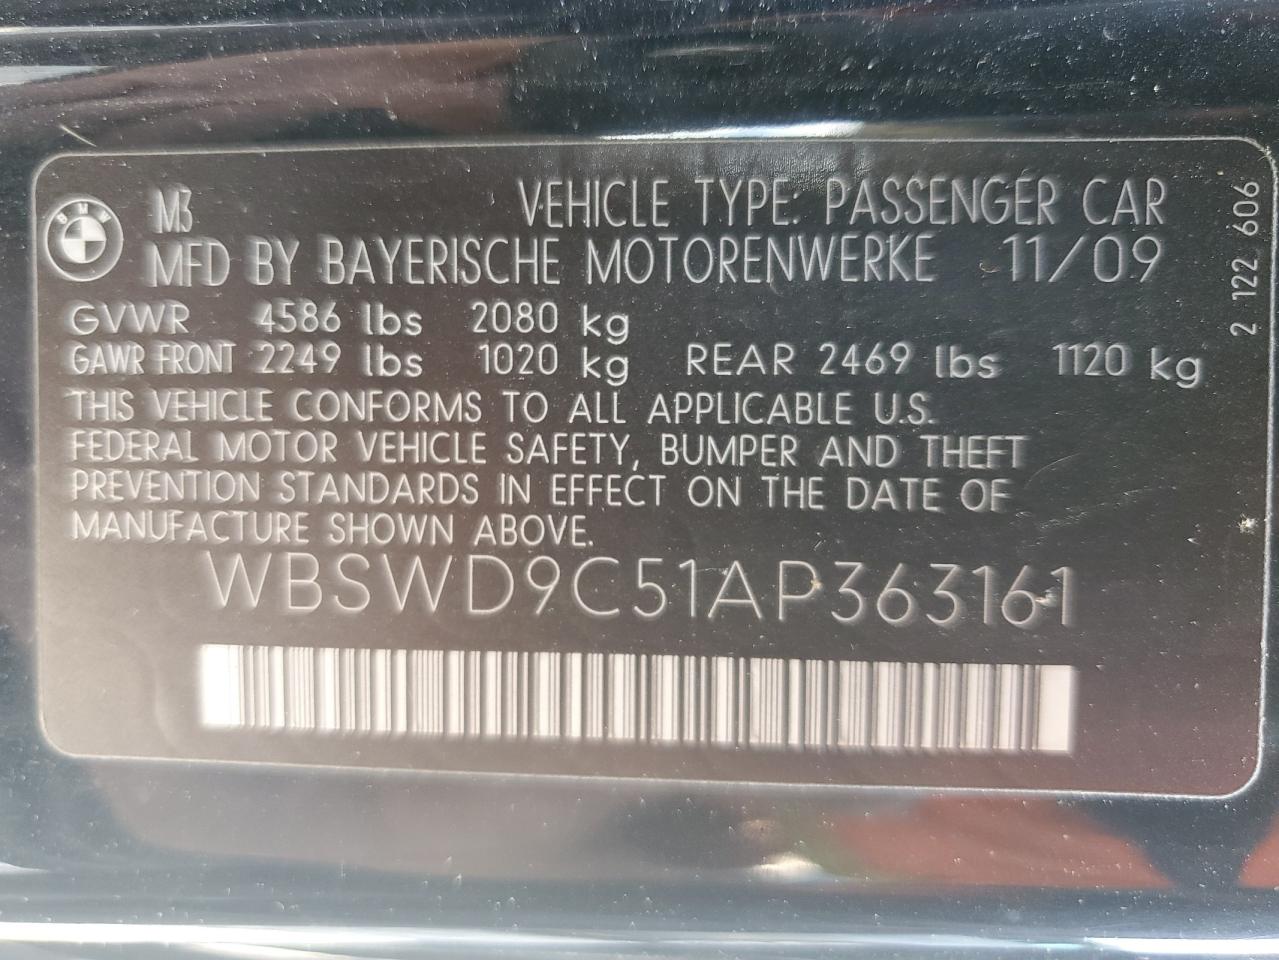 BMW
M3 VEHICLE TYPE: PASSENGER CAR
MFD BY BAYERISCHE MOTORENWERKE 11/09
GVWR 4586 lbs 2080 kg
GAWR FRONT 2249 lbs 1020 kg REAR 2469 lbs 1120 kg
THIS VEHICLE CONFORMS TO ALL APPLICABLE U.S.
FEDERAL MOTOR VEHICLE SAFETY, BUMPER AND THEFT
PREVENTION STANDARDS IN EFFECT ON THE DATE OF
MANUFACTURE SHOWN ABOVE.
WBSWD9C51AP363161
2 122 606